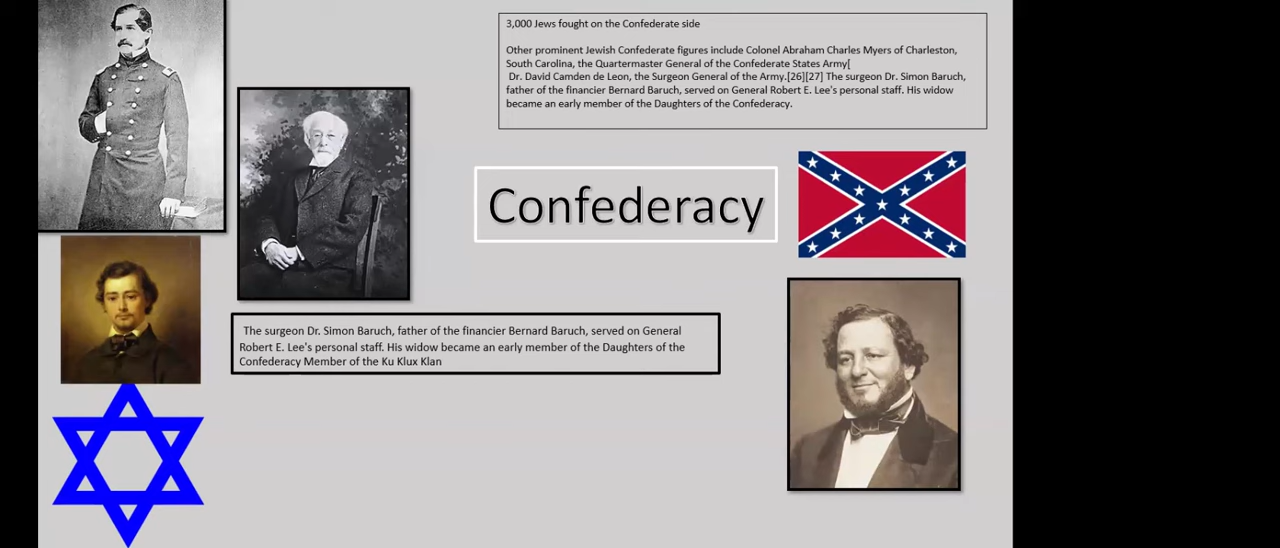 3,000 Jews fought on the Confederate side
Other prominent Jewish Confederate figures include Colonel Abraham Charles Myers of Charleston,
South Carolina, the Quartermaster General of the Confederate States Army[
Dr. David Camden de Leon, the Surgeon General of the Army.[26][27] The surgeon Dr. Simon Baruch,
father of the financier Bernard Baruch, served on General Robert E. Lee's personal staff. His widow
became an early member of the Daughters of the Confederacy.
Confederacy
The surgeon Dr. Simon Baruch, father of the financier Bernard Baruch, served on General
Robert E. Lee's personal staff. His widow became an early member of the Daughters of the
Confederacy Member of the Ku Klux Klan